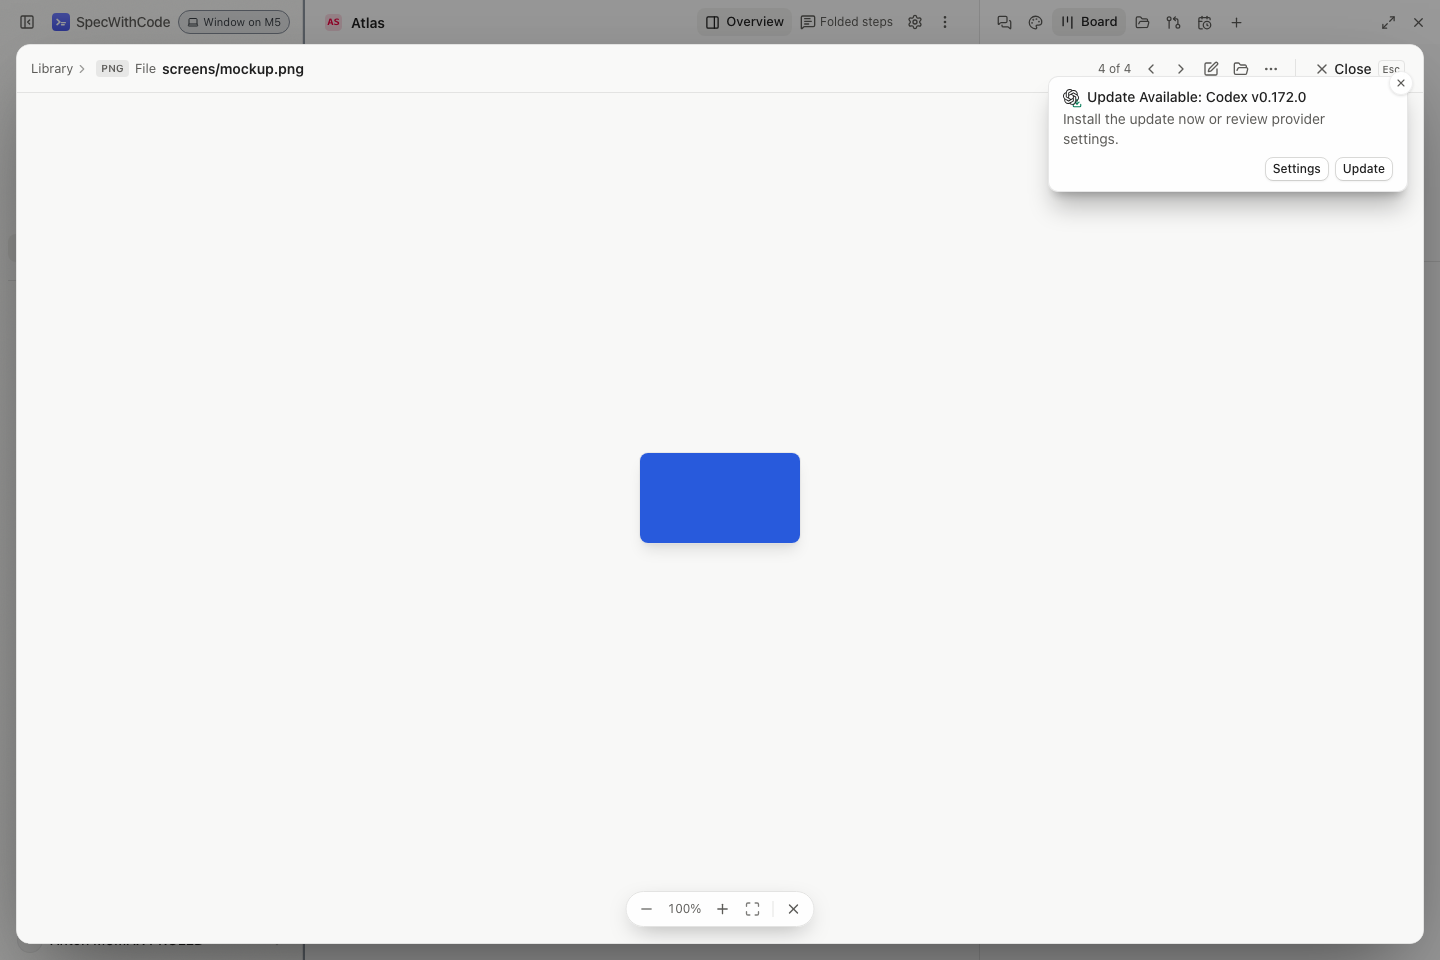 SpecWithCode
Window on M5
AS Atlas
Overview
Folded steps
Board
Library
PNG File screens/mockup.png
4 of 4
Close Esc
Update Available: Codex v0.172.0
Install the update now or review provider
settings.
Settings Update
100%